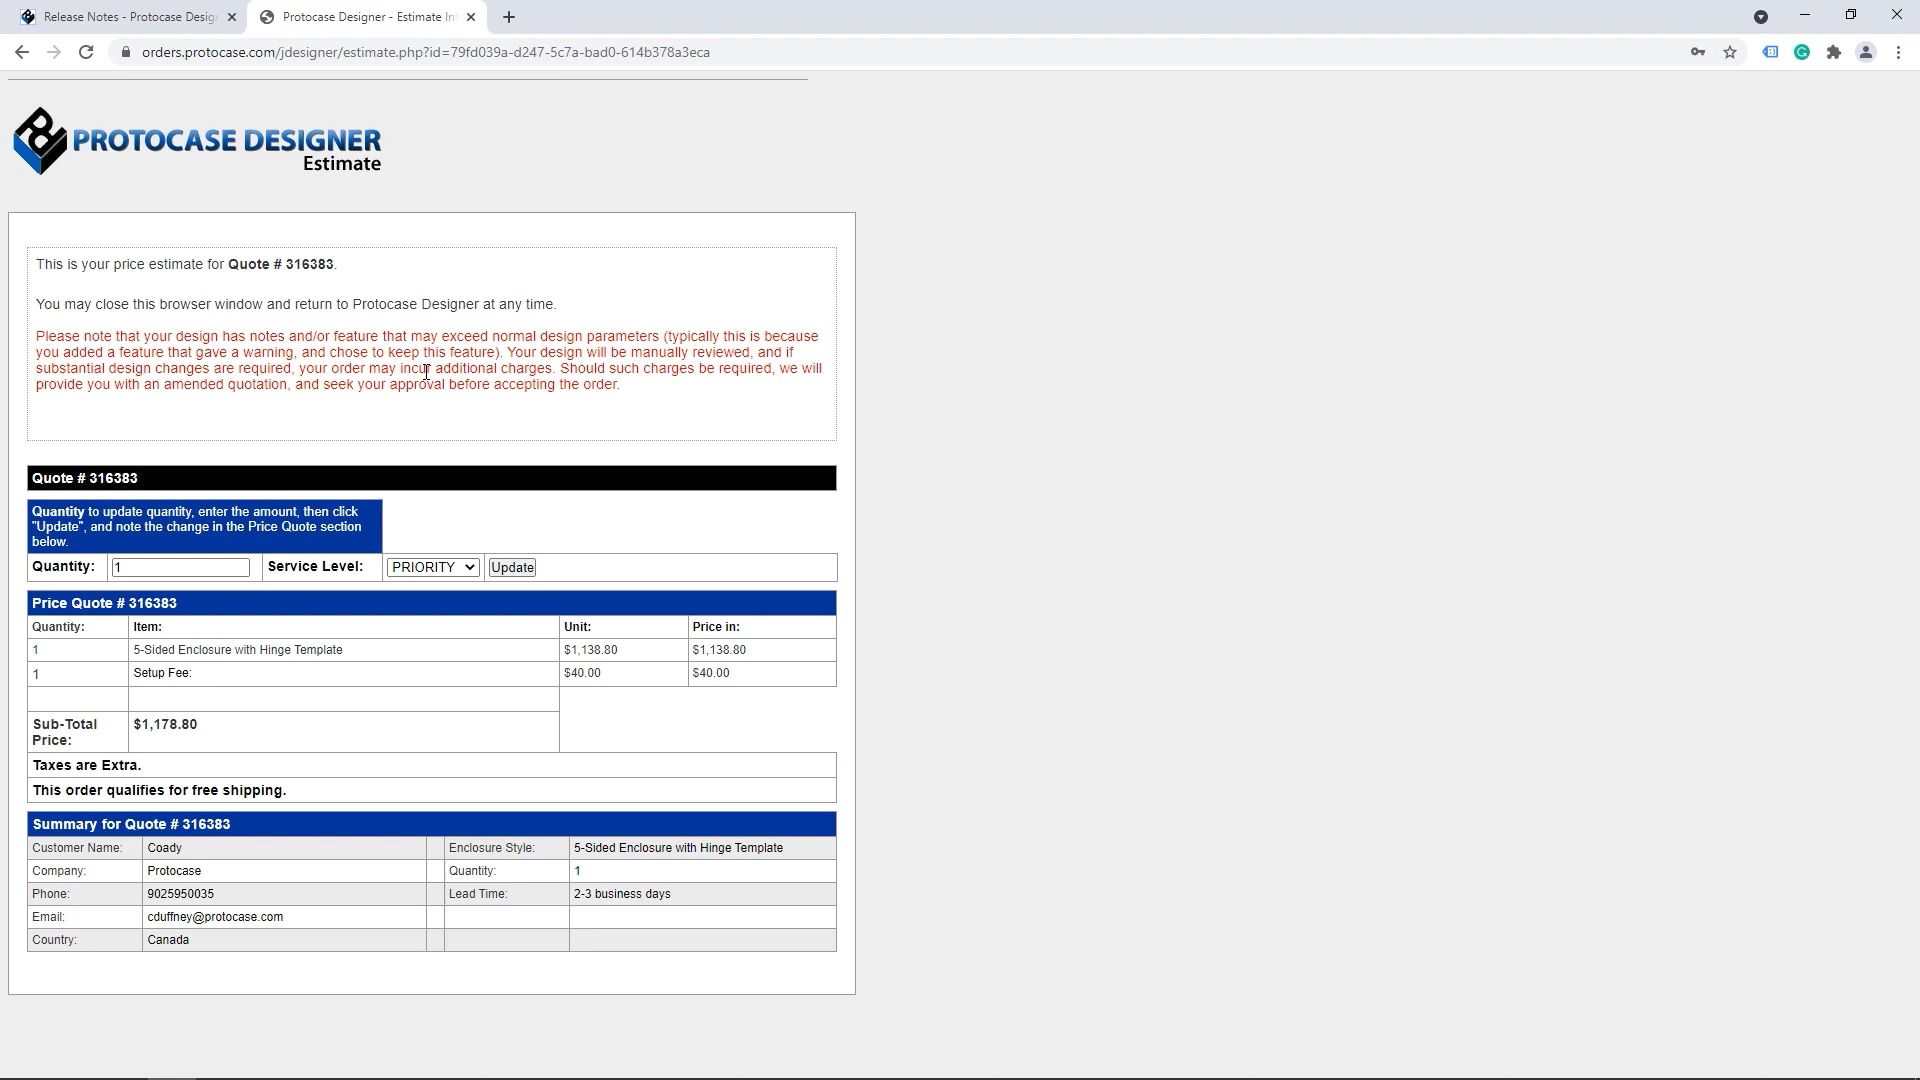 Release Notes - Protocase Desig
Protocase Designer - Estimate In
orders.protocase.com/jdesigner/estimate.php?id=79fd039a-d247-5c7a-bad0-614b378a3eca
PROTOCASE DESIGNER
Estimate
This is your price estimate for Quote # 316383.
You may close this browser window and return to Protocase Designer at any time.
Please note that your design has notes and/or feature that may exceed normal design parameters (typically this is because
you added a feature that gave a warning, and chose to keep this feature). Your design will be manually reviewed, and if
substantial design changes are required, your order may incur additional charges. Should such charges be required, we will
provide you with an amended quotation, and seek your approval before accepting the order.
Quote # 316383
Quantity to update quantity, enter the amount, then click
"Update", and note the change in the Price Quote section
below.
Quantity: 1 Service Level: PRIORITY Update
Price Quote # 316383
Quantity: Item: Unit: Price in:
1 5-Sided Enclosure with Hinge Template $1,138.80 $1,138.80
1 Setup Fee: $40.00 $40.00
Sub-Total $1,178.80
Price:
Taxes are Extra.
This order qualifies for free shipping.
Summary for Quote # 316383
Customer Name: Coady Enclosure Style: 5-Sided Enclosure with Hinge Template
Company: Protocase Quantity: 1
Phone: 9025950035 Lead Time: 2-3 business days
Email: cduffney@protocase.com
Country: Canada